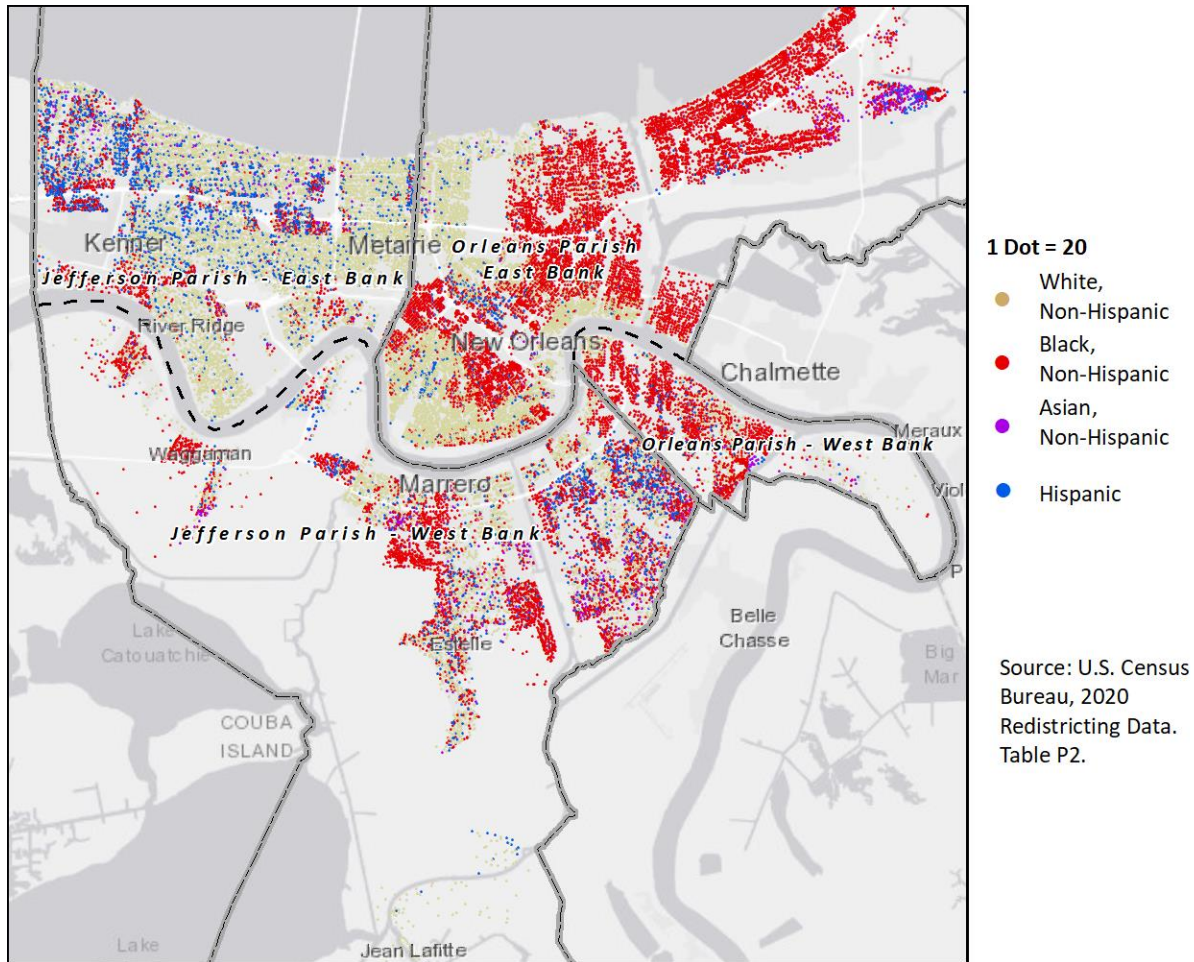 Kenner
Metairie
Orleans Parish
East Bank
Jefferson Parish - East Bank
River Ridge
New Orleans
Chalmette
Meraux
Orleans Parish - West Bank
Waggaman
Marrero
Viol
Jefferson Parish - West Bank
P
Belle
Chasse
Lake
Catouatchie
Estelle
Big
Mar
COUBA
ISLAND
Lake
Jean Lafitte
1 Dot = 20
White,
Non-Hispanic
Black,
Non-Hispanic
Asian,
Non-Hispanic
Hispanic
Source: U.S. Census
Bureau, 2020
Redistricting Data.
Table P2.